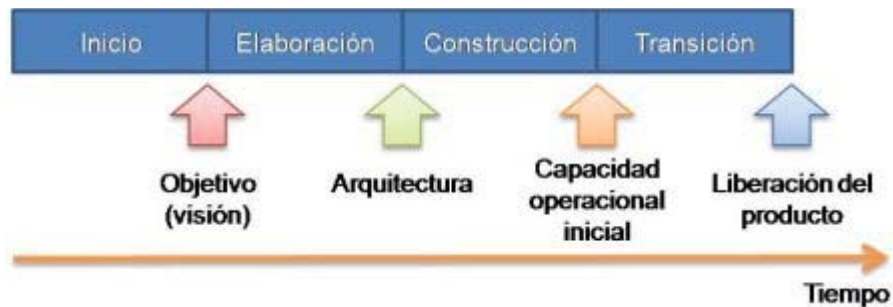 Inicio Elaboración Construcción Transición
Objetivo
(visión)
Arquitectura
Capacidad
operacional
inicial
Liberación del
producto
Tiempo